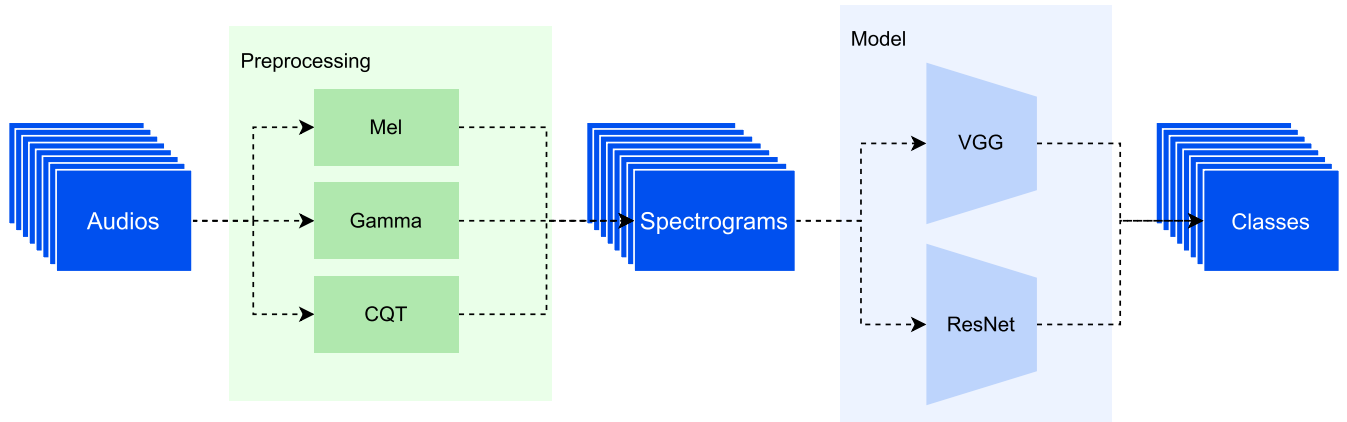 Preprocessing
Model
Mel
VGG
Audios
Gamma
Spectrograms
Classes
CQT
ResNet